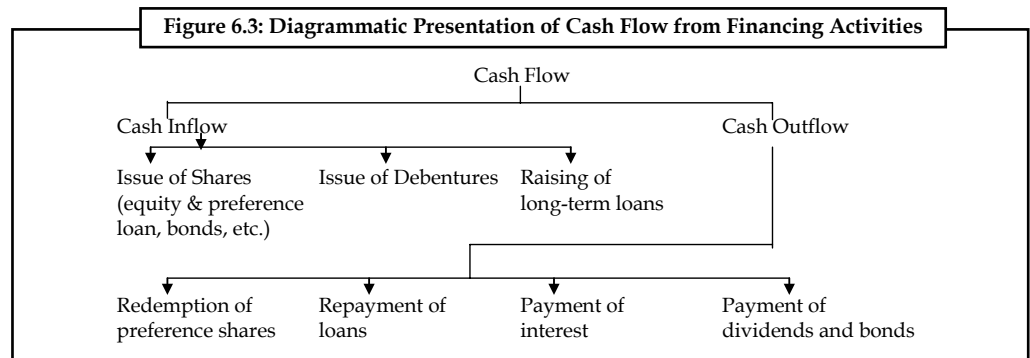 Figure 6.3: Diagrammatic Presentation of Cash Flow from Financing Activities
Cash Flow
Cash Inflow
Cash Outflow
Issue of Shares
(equity & preference
loan, bonds, etc.)
Issue of Debentures
Raising of
long-term loans
Redemption of
preference shares
Repayment of
loans
Payment of
interest
Payment of
dividends and bonds